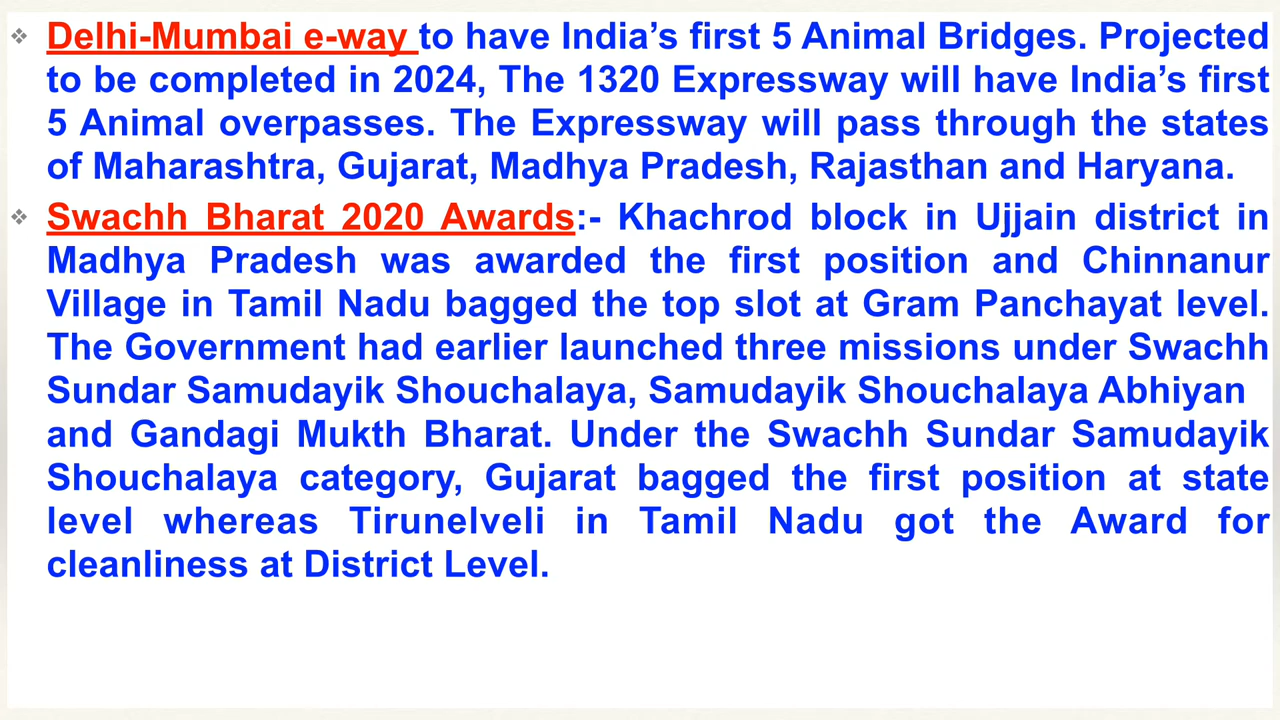 ❖ Delhi-Mumbai e-way to have India’s first 5 Animal Bridges. Projected
to be completed in 2024, The 1320 Expressway will have India’s first
5 Animal overpasses. The Expressway will pass through the states
of Maharashtra, Gujarat, Madhya Pradesh, Rajasthan and Haryana.
❖ Swachh Bharat 2020 Awards:- Khachrod block in Ujjain district in
Madhya Pradesh was awarded the first position and Chinnanur
Village in Tamil Nadu bagged the top slot at Gram Panchayat level.
The Government had earlier launched three missions under Swachh
Sundar Samudayik Shouchalaya, Samudayik Shouchalaya Abhiyan
and Gandagi Mukth Bharat. Under the Swachh Sundar Samudayik
Shouchalaya category, Gujarat bagged the first position at state
level whereas Tirunelveli in Tamil Nadu got the Award for
cleanliness at District Level.